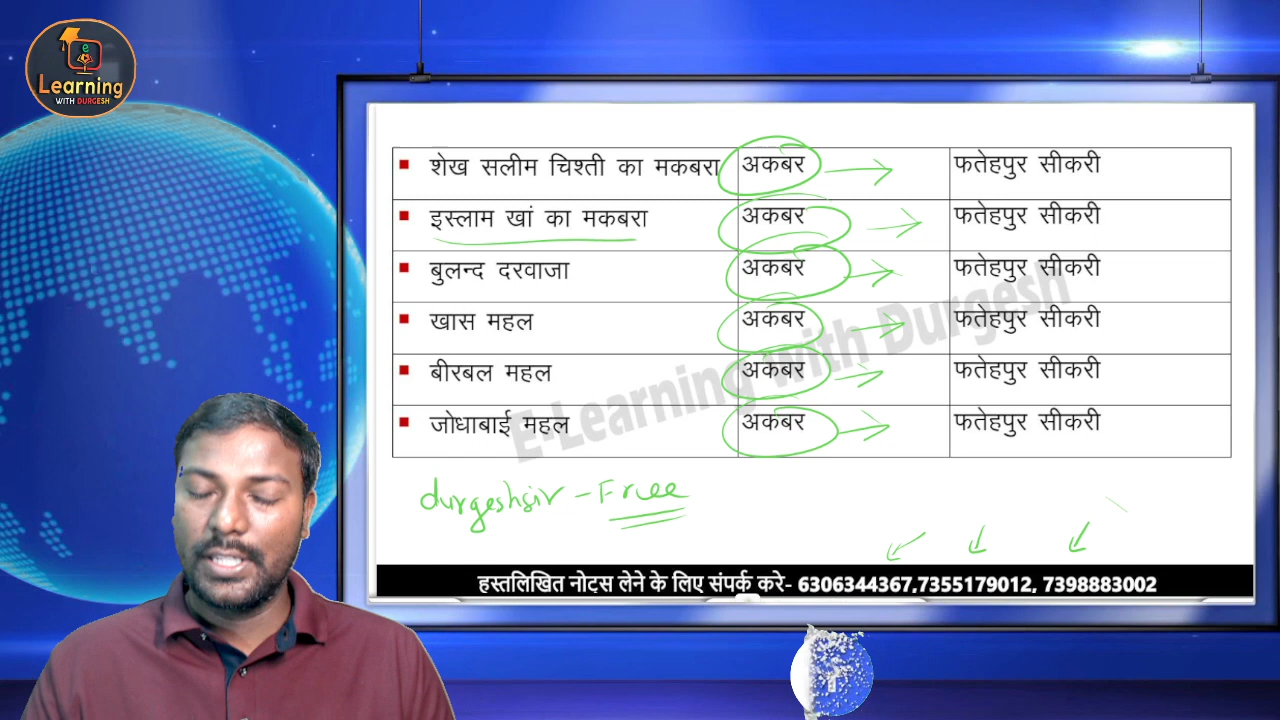 e
Learning
WITH DURGESH
शेख सलीम चिश्ती का मकबरा अकबर फतेहपुर सीकरी
इस्लाम खां का मकबरा अकबर फतेहपुर सीकरी
बुलन्द दरवाजा अकबर फतेहपुर सीकरी
खास महल अकबर फतेहपुर सीकरी
बीरबल महल अकबर फतेहपुर सीकरी
जोधाबाई महल अकबर फतेहपुर सीकरी
E-Learning with Durgesh
durgeshsir - Free
हस्तलिखित नोट्स लेने के लिए संपर्क करे- 6306344367,7355179012, 7398883002